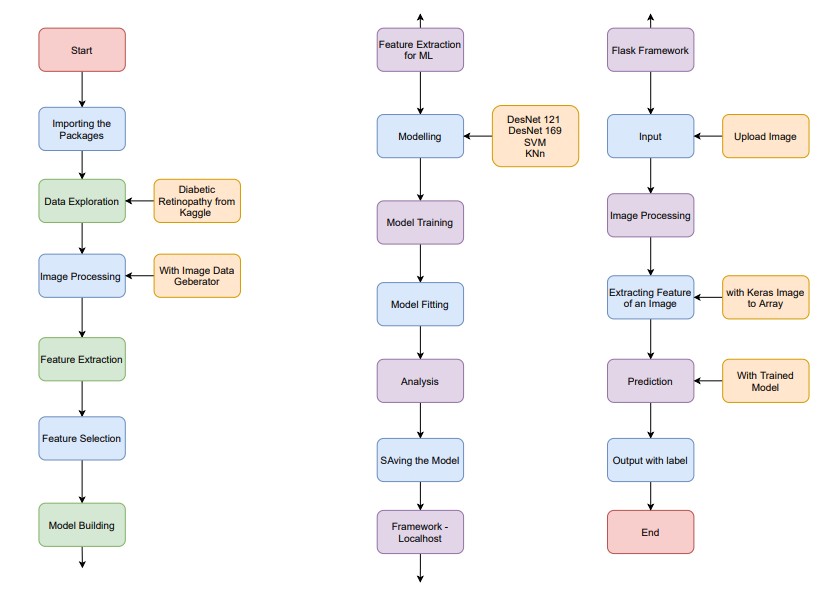 Start
Importing the
Packages
Data Exploration
Diabetic
Retinopathy from
Kaggle
Image Processing
With Image Data
Geberator
Feature Extraction
Feature Selection
Model Building
Feature Extraction
for ML
Modelling
DesNet 121
DesNet 169
SVM
KNn
Model Training
Model Fitting
Analysis
SAving the Model
Framework -
Localhost
Flask Framework
Input
Upload Image
Image Processing
Extracting Feature
of an Image
with Keras Image
to Array
Prediction
With Trained
Model
Output with label
End